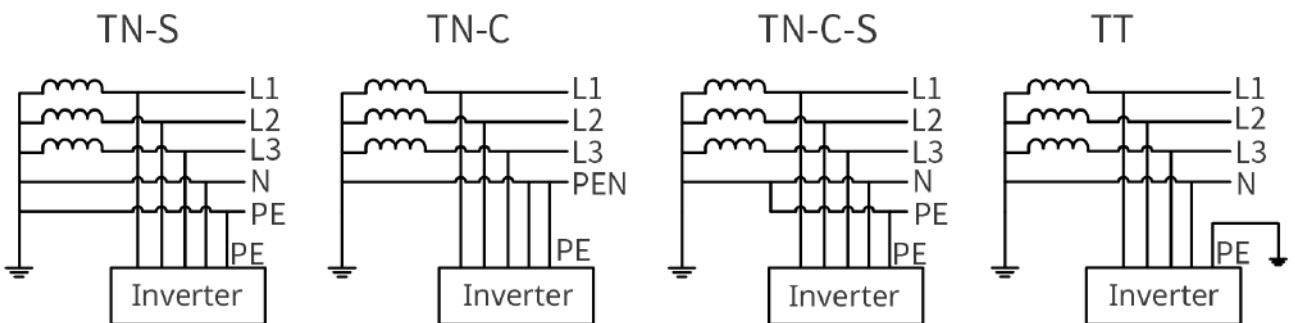 TN-S
TN-C
TN-C-S
TT
L1
L2
L3
N
PE
PE
Inverter
L1
L2
L3
PEN
PE
Inverter
L1
L2
L3
N
PE
PE
Inverter
L1
L2
L3
N
PE
Inverter